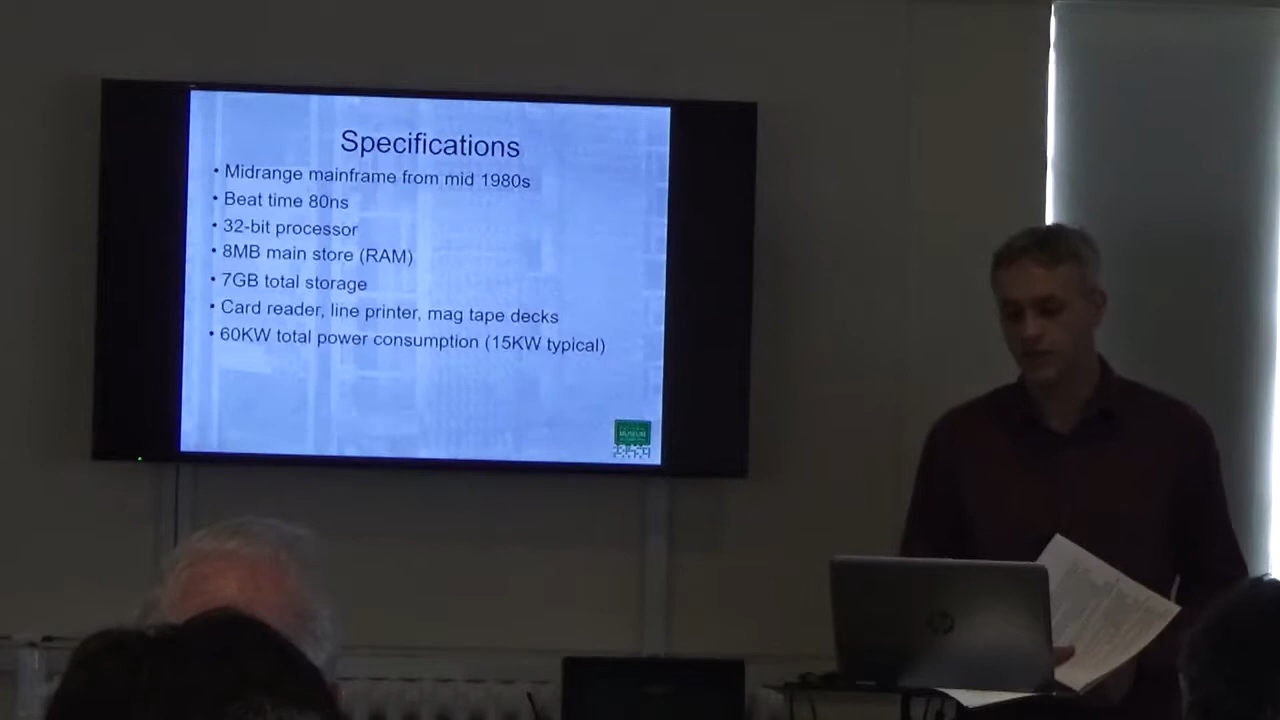 Specifications
• Midrange mainframe from mid 1980s
• Beat time 80ns
• 32-bit processor
• 8MB main store (RAM)
• 7GB total storage
• Card reader, line printer, mag tape decks
• 60KW total power consumption (15KW typical)
hp